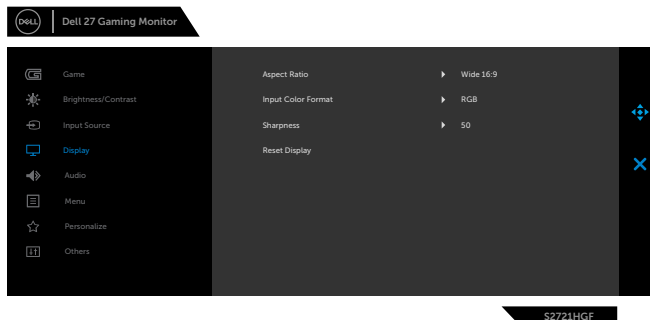 DELL
Dell 27 Gaming Monitor
Game
Aspect Ratio Wide 16:9
Brightness/Contrast
Input Color Format RGB
Input Source
Sharpness 50
Display
Reset Display
Audio
Menu
Personalize
Others
S2721HGF